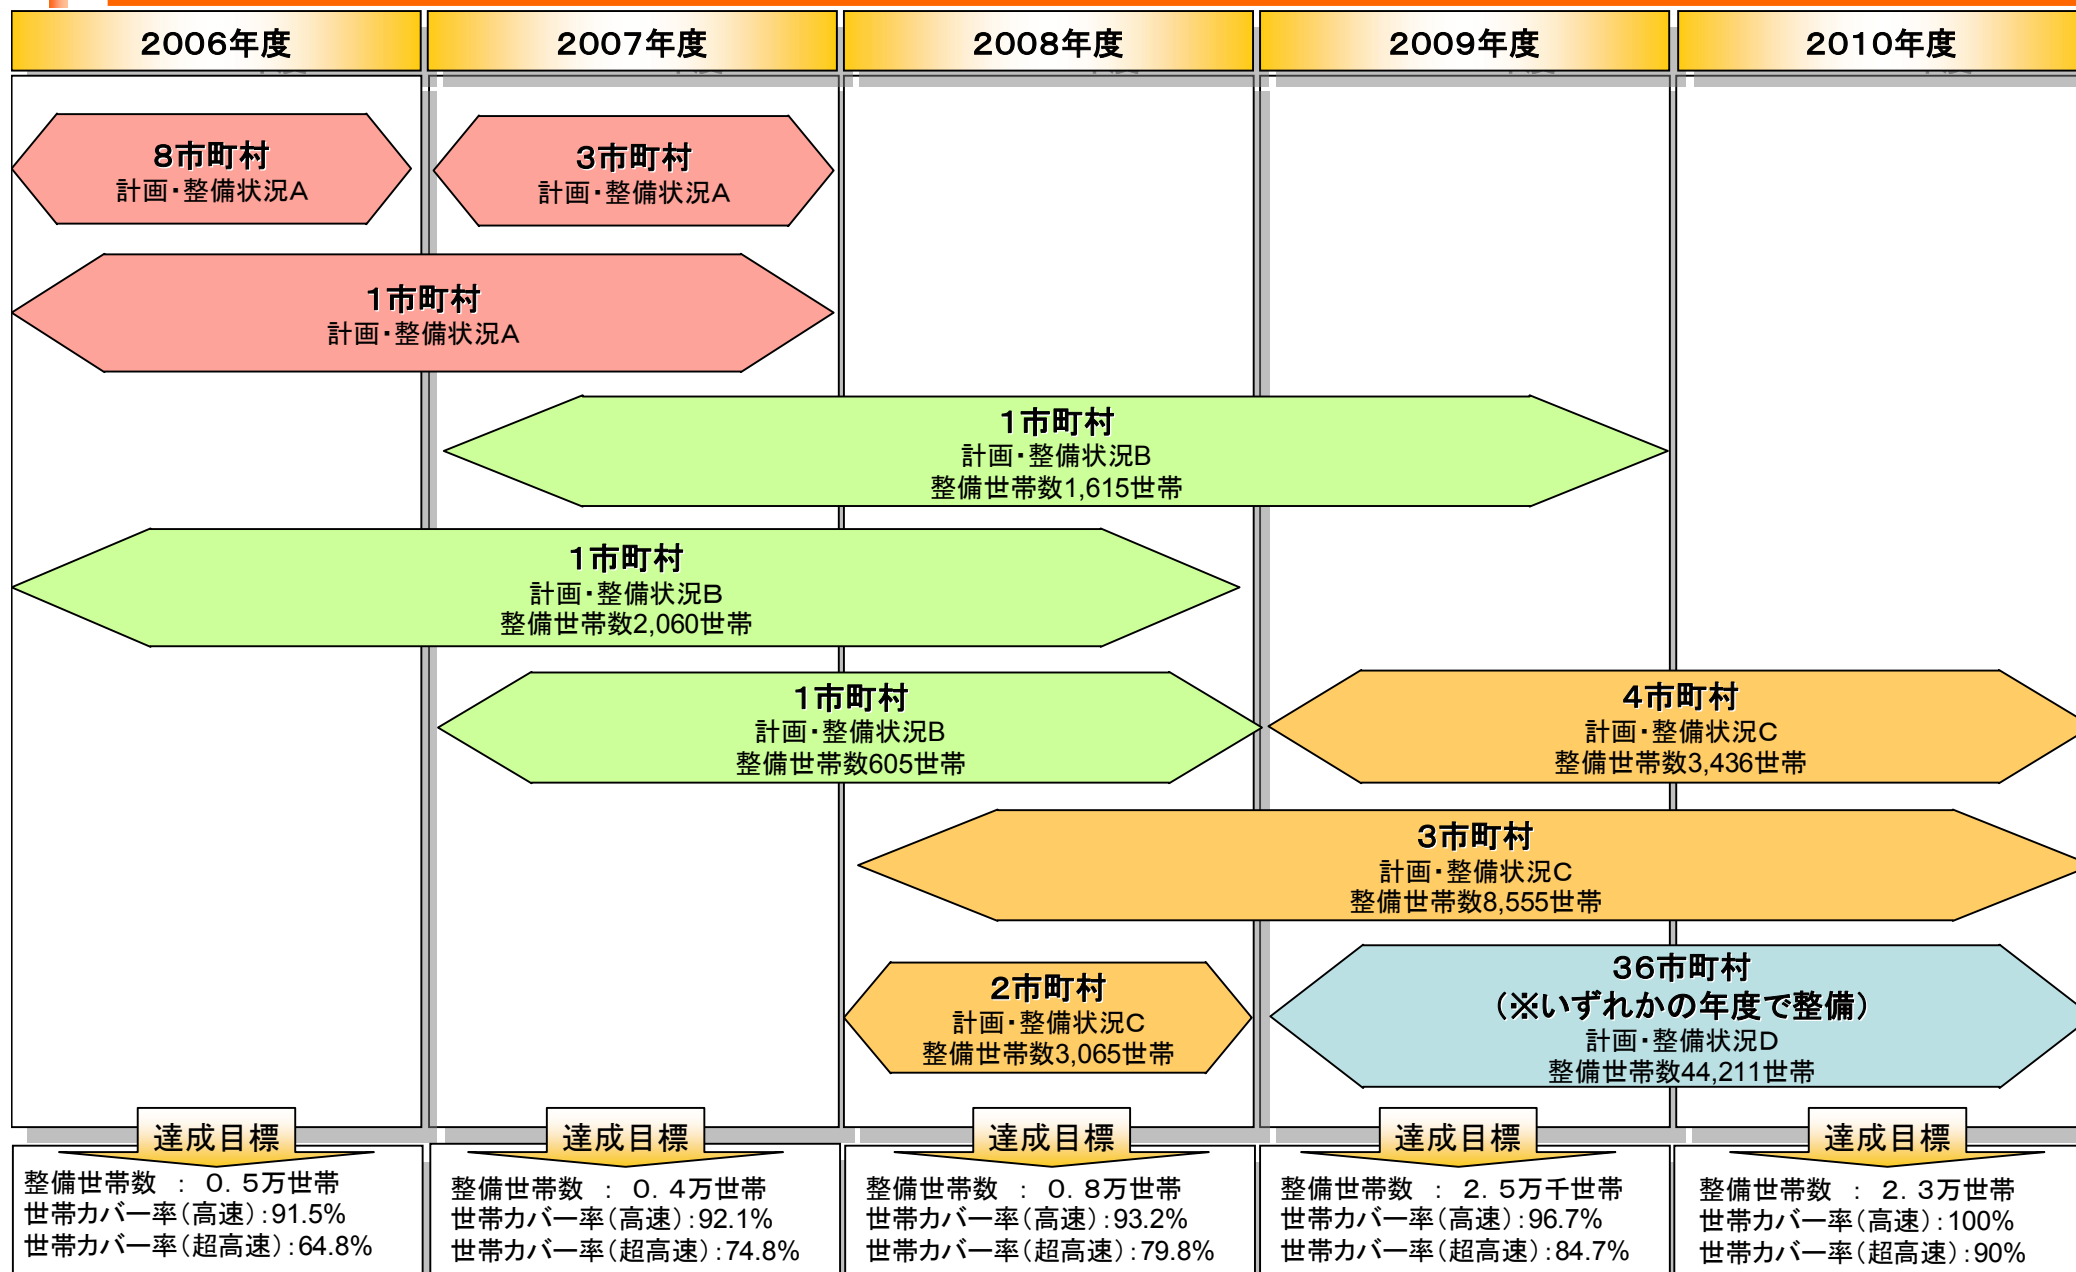 2006年度
2007年度
2008年度
2009年度
2010年度
8市町村
計画・整備状況A
3市町村
計画・整備状況A
1市町村
計画・整備状況A
1市町村
計画・整備状況B
整備世帯数1,615世帯
1市町村
計画・整備状況B
整備世帯数2,060世帯
1市町村
計画・整備状況B
整備世帯数605世帯
4市町村
計画・整備状況C
整備世帯数3,436世帯
3市町村
計画・整備状況C
整備世帯数8,555世帯
2市町村
計画・整備状況C
整備世帯数3,065世帯
36市町村
（※いずれかの年度で整備）
計画・整備状況D
整備世帯数44,211世帯
達成目標
整備世帯数 ： ０．５万世帯
世帯カバー率（高速）：91.5%
世帯カバー率（超高速）：64.8%
達成目標
整備世帯数 ： ０．４万世帯
世帯カバー率（高速）：92.1%
世帯カバー率（超高速）：74.8%
達成目標
整備世帯数 ： ０．８万世帯
世帯カバー率（高速）：93.2%
世帯カバー率（超高速）：79.8%
達成目標
整備世帯数 ： ２．５万千世帯
世帯カバー率（高速）：96.7%
世帯カバー率（超高速）：84.7%
達成目標
整備世帯数 ： ２．３万世帯
世帯カバー率（高速）：100%
世帯カバー率（超高速）：90%